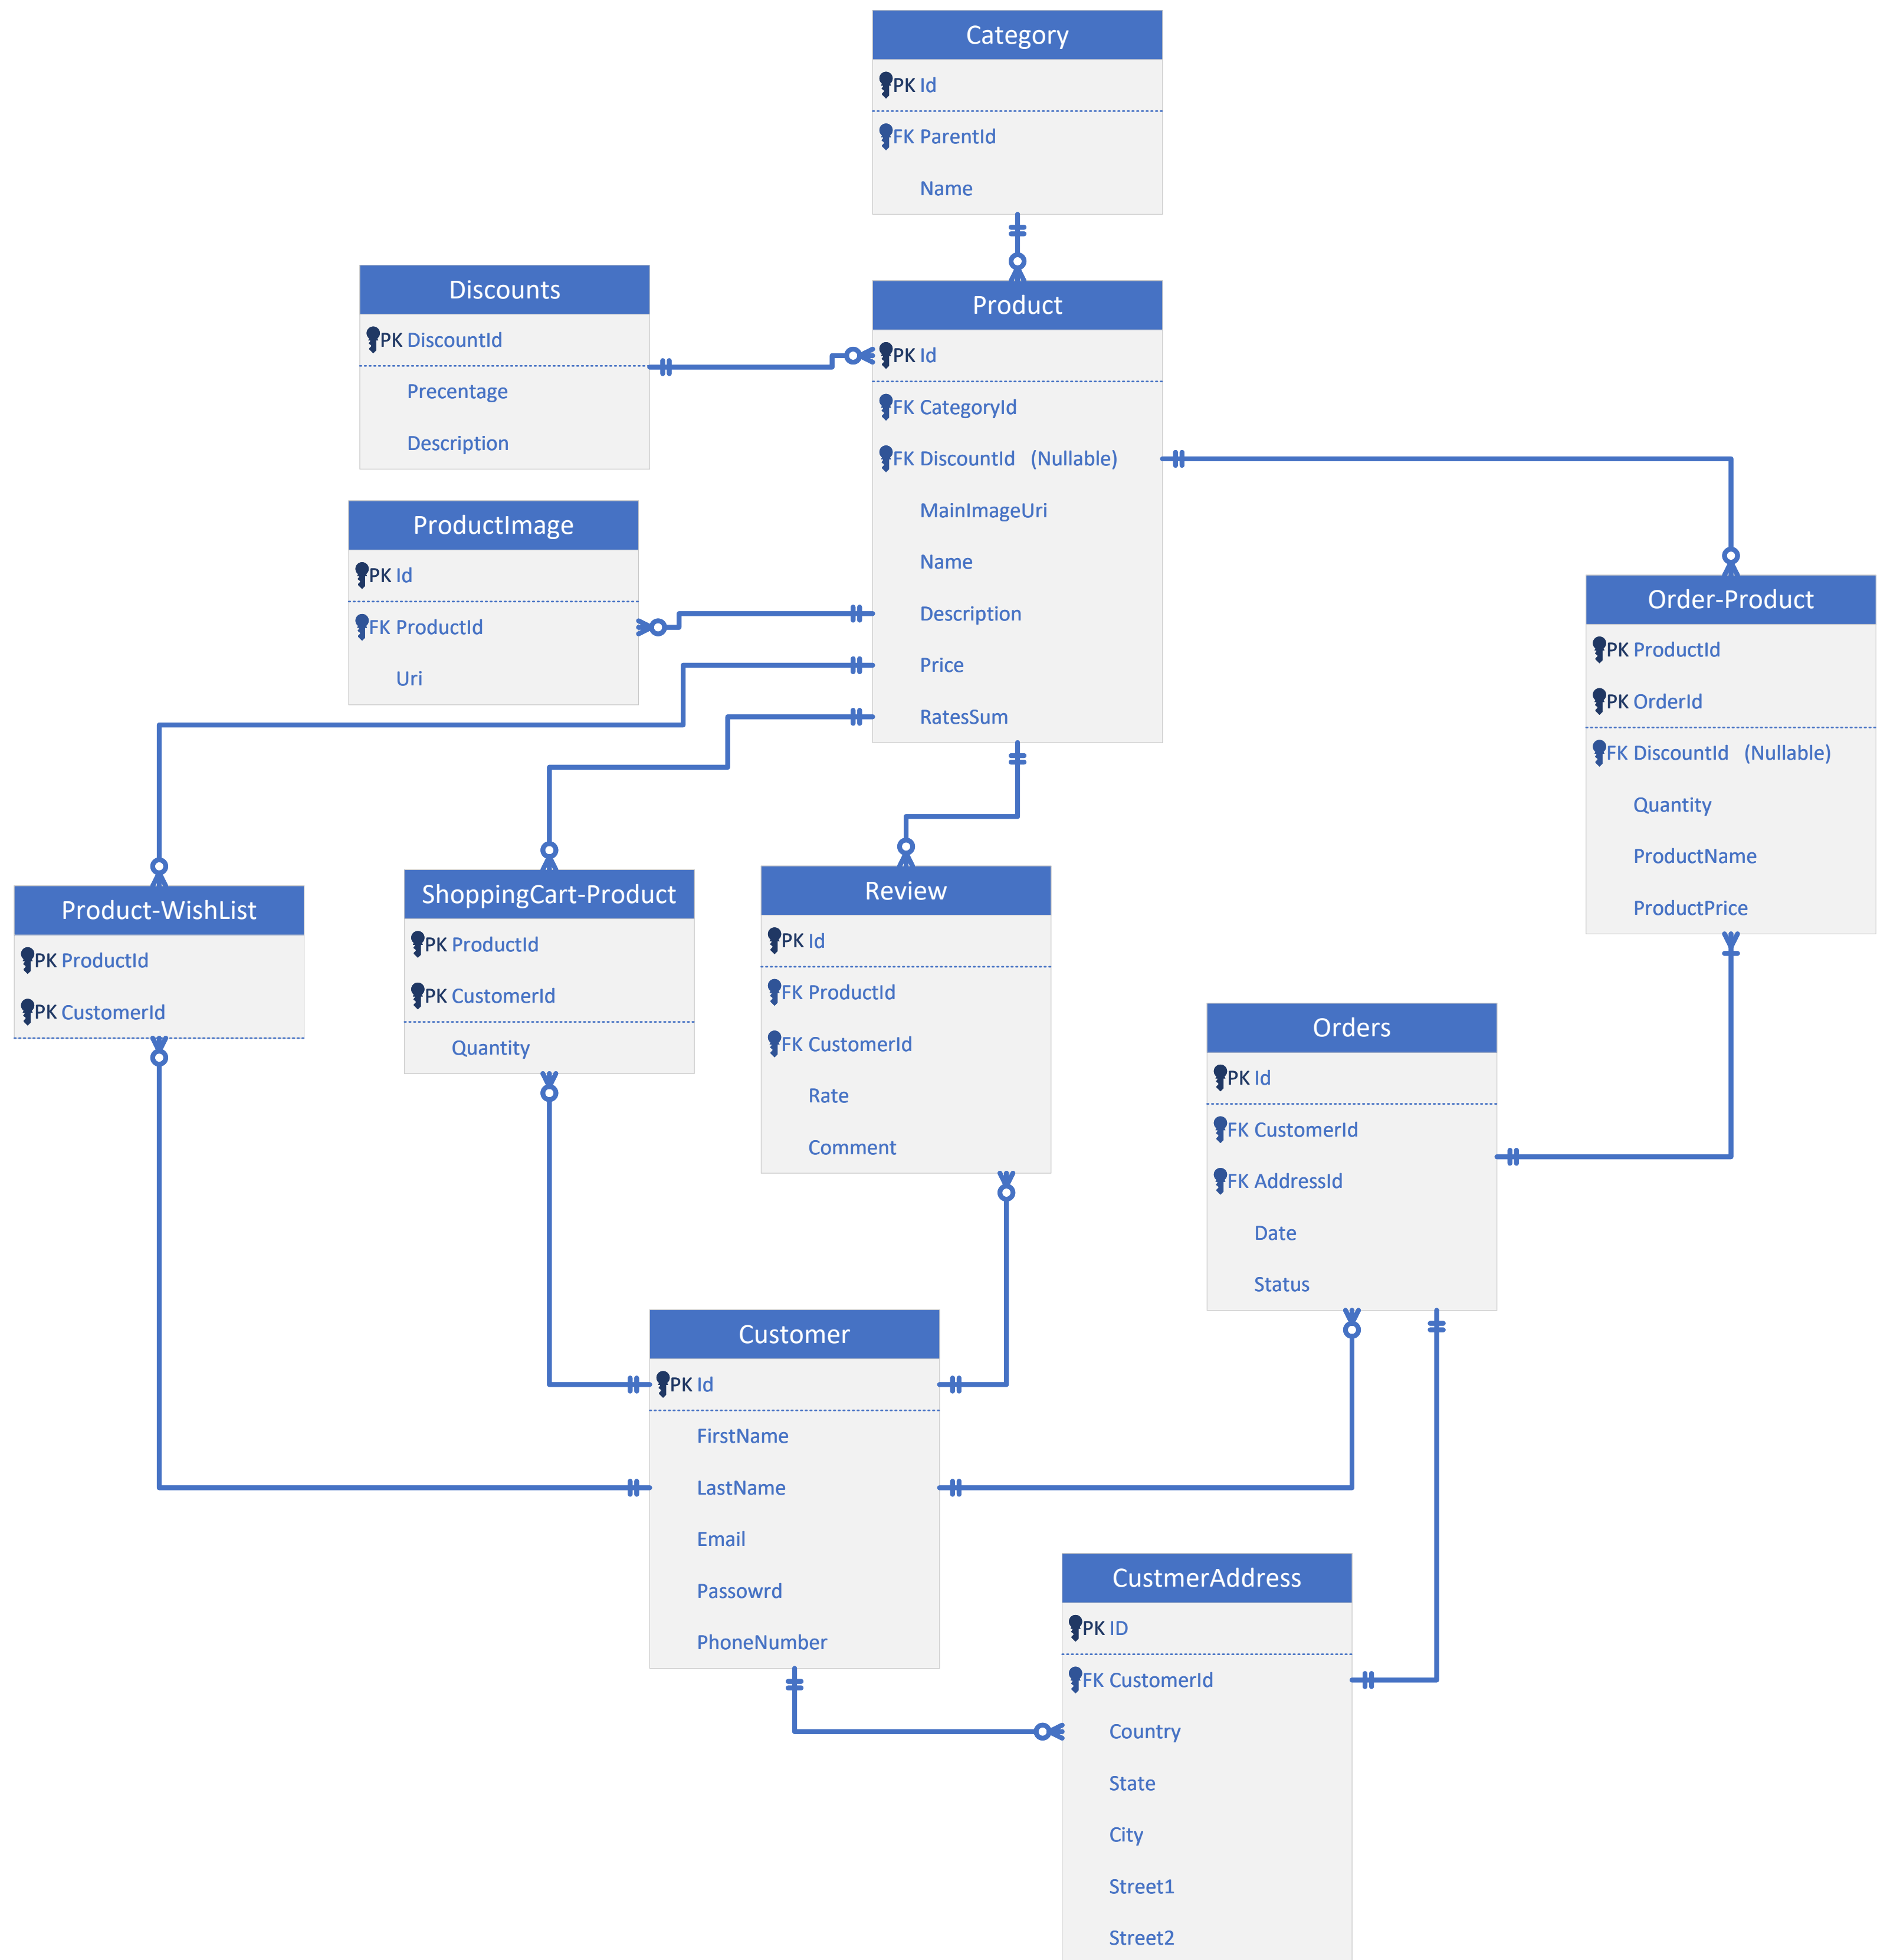 Category
PK Id
FK ParentId
Name
Discounts
PK DiscountId
Precentage
Description
Product
PK Id
FK CategoryId
FK DiscountId (Nullable)
MainImageUri
Name
Description
Price
RatesSum
ProductImage
PK Id
FK ProductId
Uri
Order-Product
PK ProductId
PK OrderId
FK DiscountId (Nullable)
Quantity
ProductName
ProductPrice
Product-WishList
PK ProductId
PK CustomerId
ShoppingCart-Product
PK ProductId
PK CustomerId
Quantity
Review
PK Id
FK ProductId
FK CustomerId
Rate
Comment
Orders
PK Id
FK CustomerId
FK AddressId
Date
Status
Customer
PK Id
FirstName
LastName
Email
Passowrd
PhoneNumber
CustmerAddress
PK ID
FK CustomerId
Country
State
City
Street1
Street2